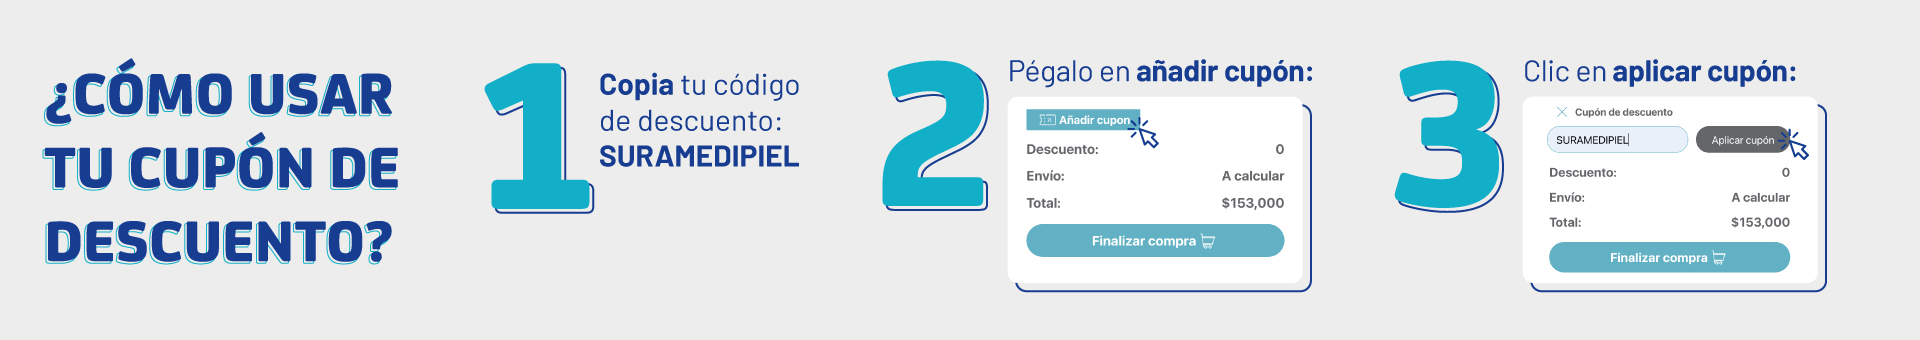 ¿CÓMO USAR
TU CUPÓN DE
DESCUENTO?
1
Copia tu código
de descuento:
SURAMEDIPIEL
2
Pégalo en añadir cupón:
Añadir cupon
Descuento: 0
Envío: A calcular
Total: $153,000
Finalizar compra
3
Clic en aplicar cupón:
Cupón de descuento
SURAMEDIPIEL Aplicar cupón
Descuento: 0
Envío: A calcular
Total: $153,000
Finalizar compra